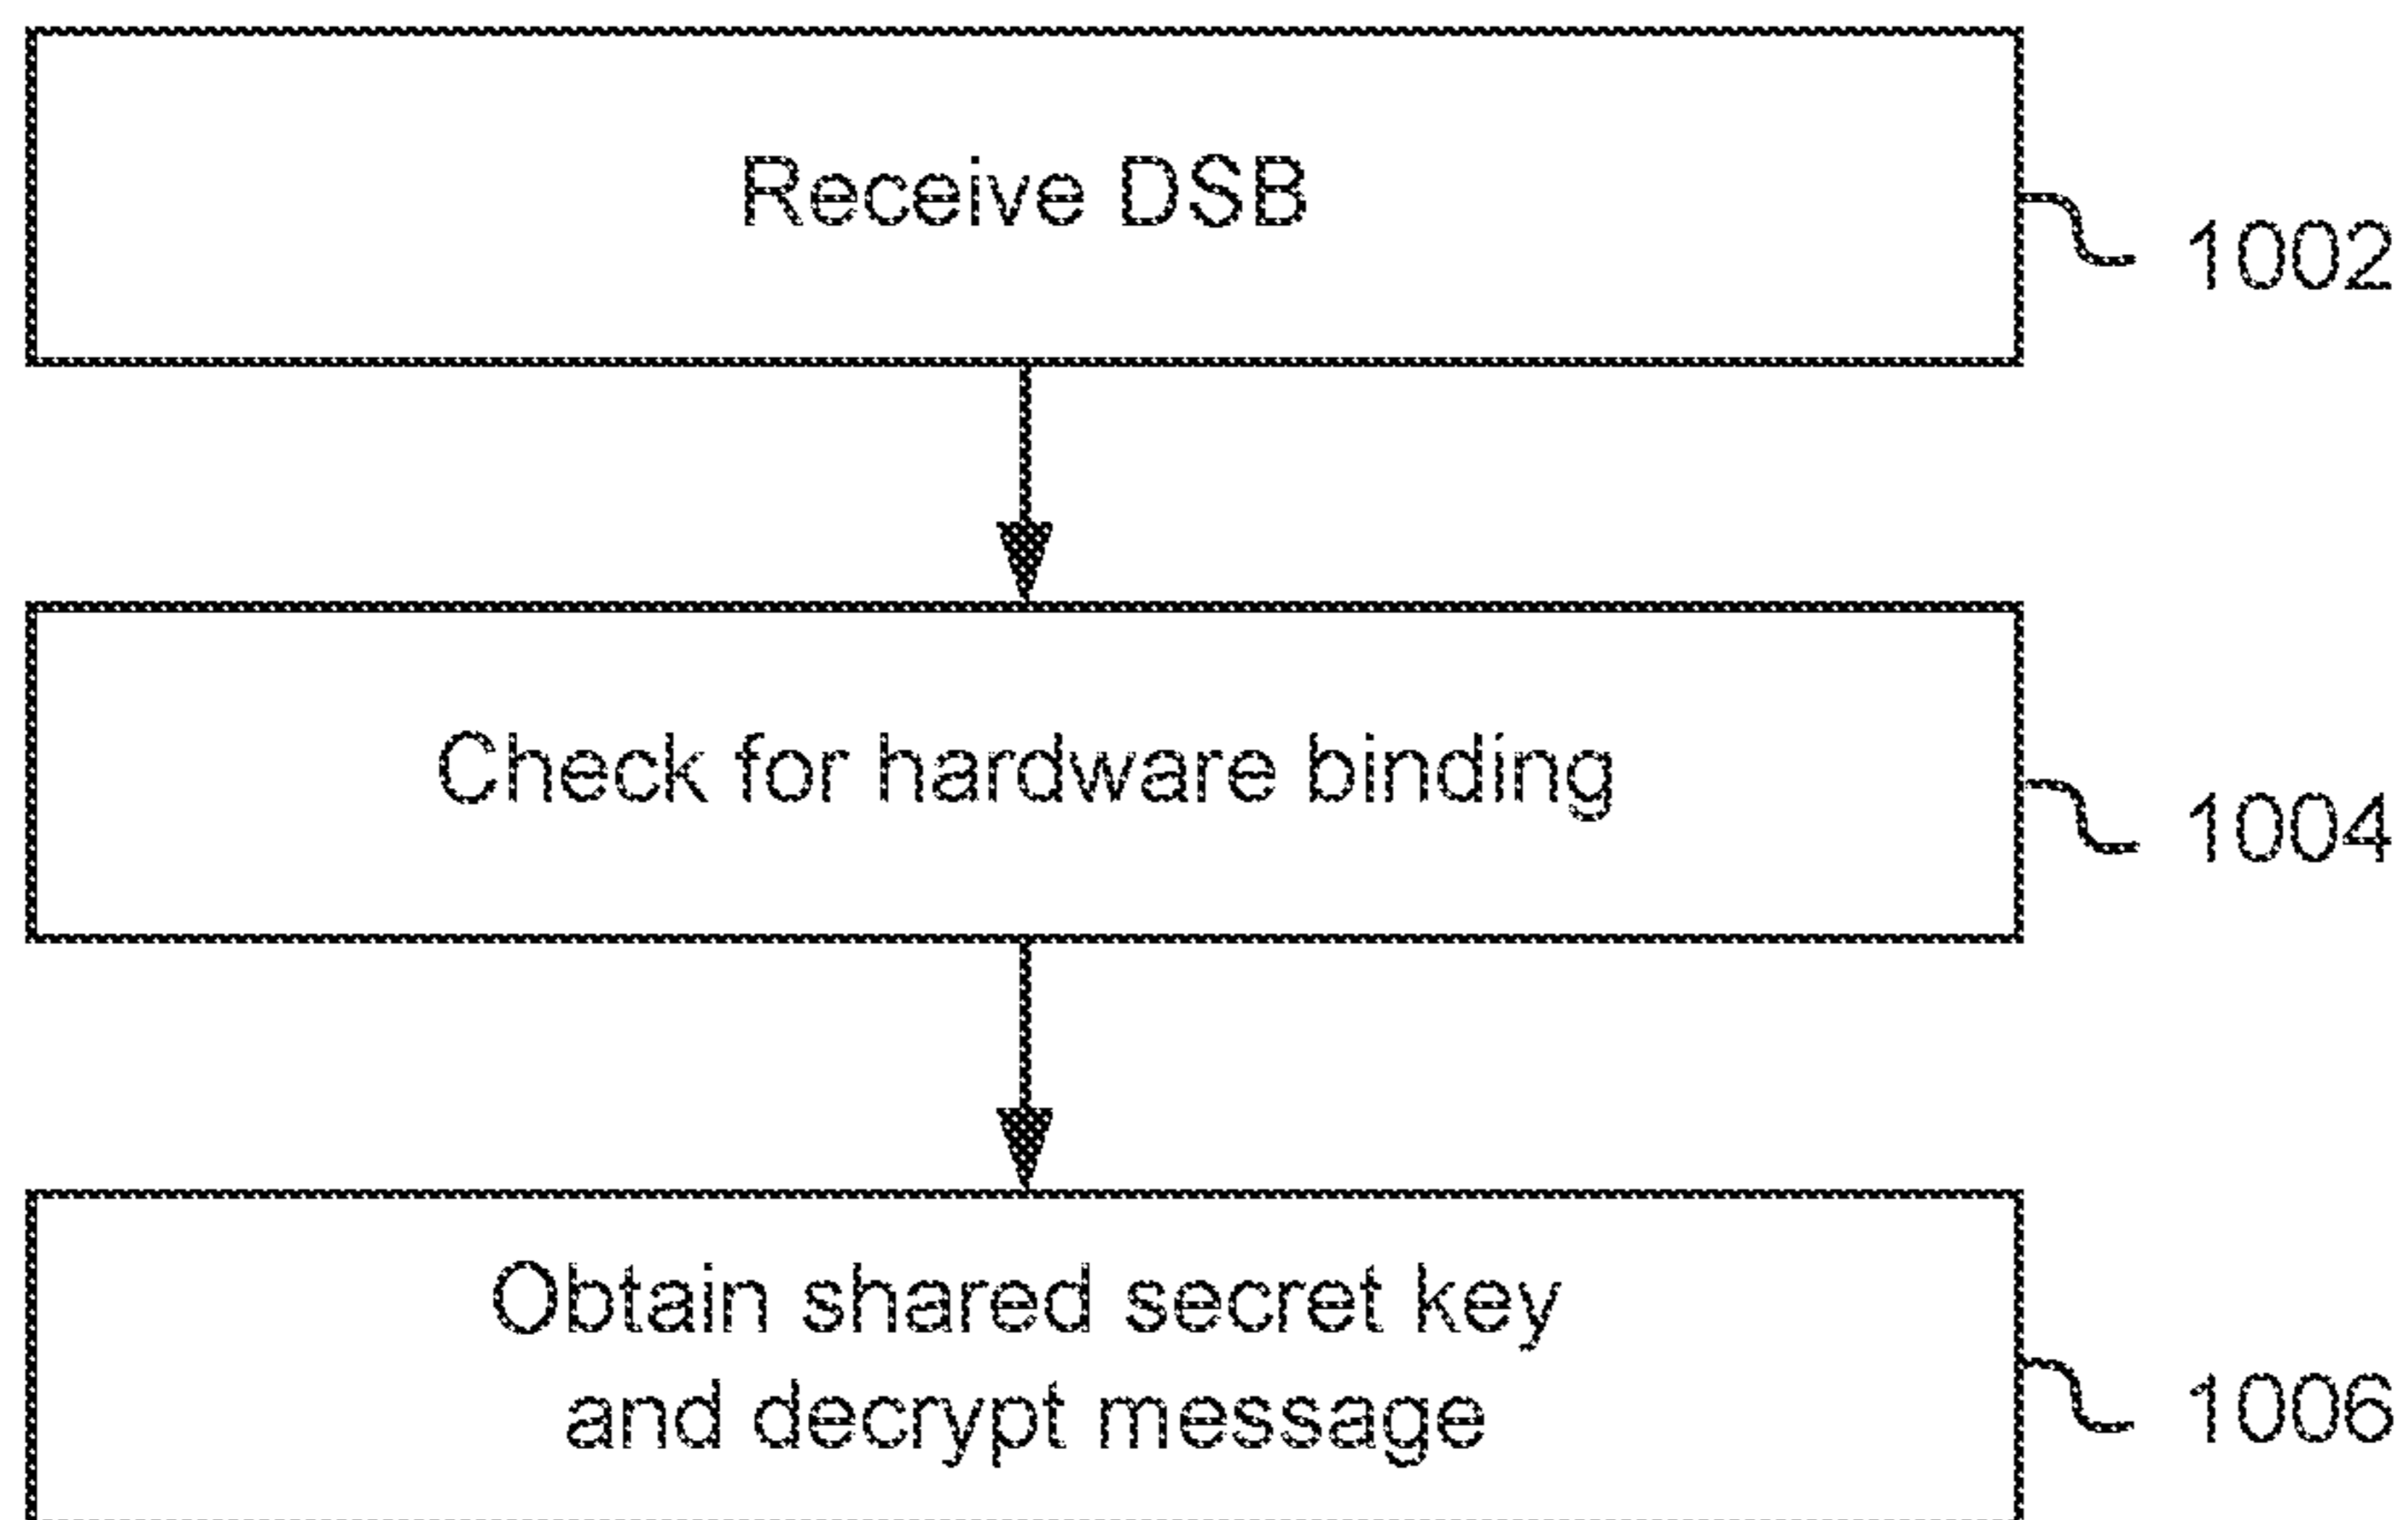 Receive DSB
1002
Check for hardware binding
1004
Obtain shared secret key
and decrypt message
1006